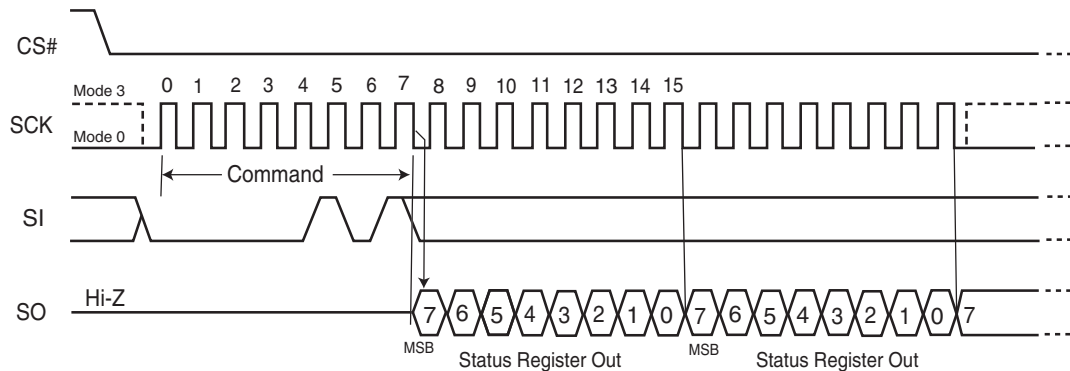 CS#
Mode 3
0 1 2 3 4 5 6 7 8 9 10 11 12 13 14 15
SCK
Mode 0
Command
SI
Hi-Z
SO
7 6 5 4 3 2 1 0 7 6 5 4 3 2 1 0 7
MSB
Status Register Out
MSB
Status Register Out